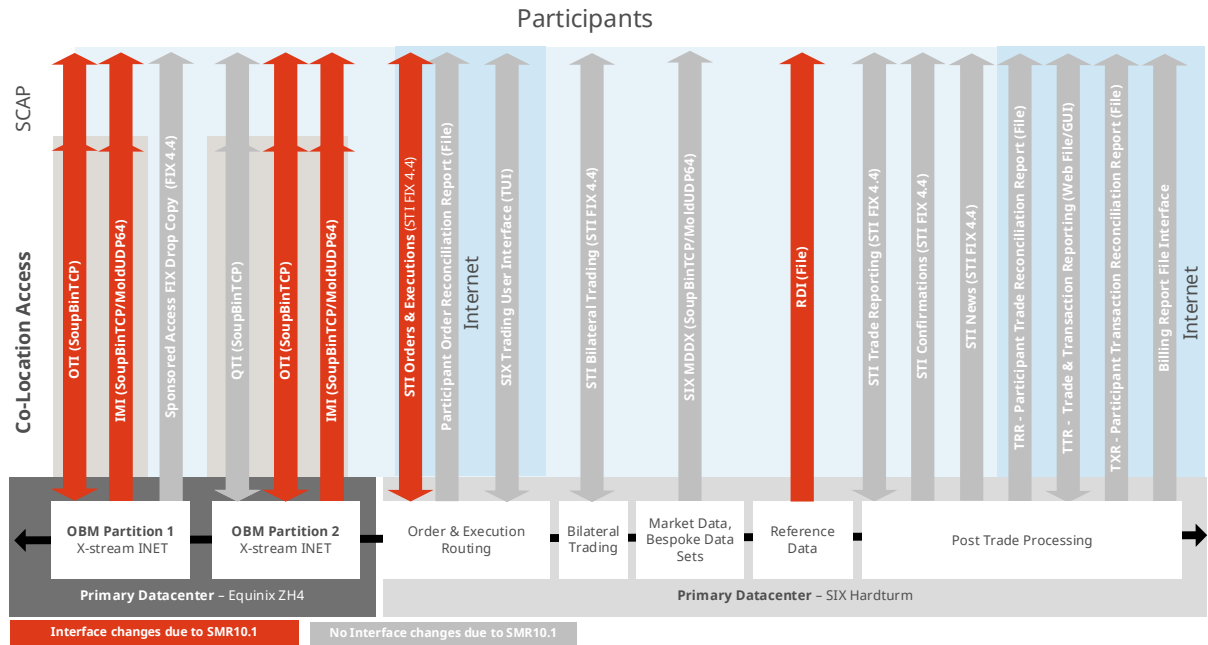 Participants
SCAP
Co-Location Access
OTI (SoupBinTCP)
IMI (SoupBinTCP/MoldUDP64)
Sponsored Access FIX Drop Copy (FIX 4.4)
QTI (SoupBinTCP)
OTI (SoupBinTCP)
IMI (SoupBinTCP/MoldUDP64)
STI Orders & Executions (STI FIX 4.4)
Participant Order Reconciliation Report (File)
Internet
SIX Trading User Interface (TUI)
STI Bilateral Trading (STI FIX 4.4)
SIX MDDX (SoupBinTCP/MoldUDP64)
RDI (File)
STI Trade Reporting (STI FIX 4.4)
STI Confirmations (STI FIX 4.4)
STI News (STI FIX 4.4)
TRR - Participant Trade Reconciliation Report (File)
TTR - Trade & Transaction Reporting (Web File/GUI)
TXR - Participant Transaction Reconciliation Report (File)
Billing Report File Interface
Internet
OBM Partition 1
X-stream INET
OBM Partition 2
X-stream INET
Order & Execution
Routing
Bilateral
Trading
Market Data,
Bespoke Data
Sets
Reference
Data
Post Trade Processing
Primary Datacenter – Equinix ZH4
Primary Datacenter – SIX Hardturm
Interface changes due to SMR10.1
No Interface changes due to SMR10.1